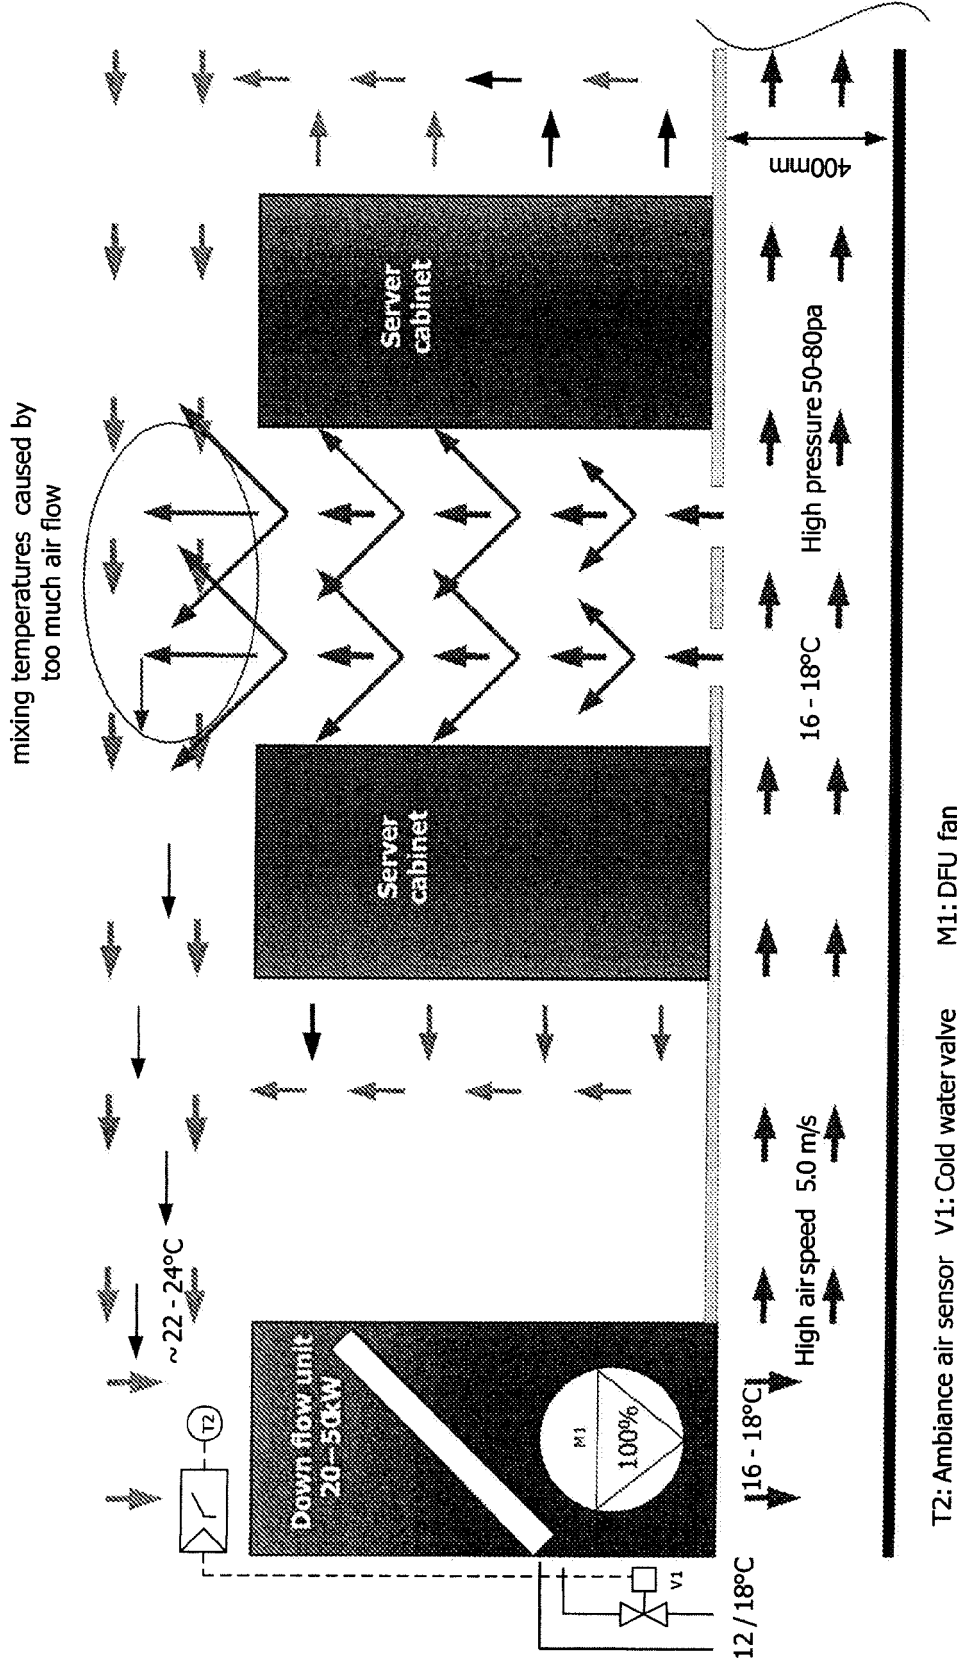 mixing temperatures caused by
too much air flow
~ 22 - 24°C
T2
Down flow unit
20–50kW
M1
100%
V1
12 / 18°C
16 - 18°C
Server
cabinet
Server
cabinet
High airspeed 5.0 m/s
16 - 18°C
High pressure 50-80pa
400mm
T2: Ambiance air sensor V1: Cold water valve M1: DFU fan